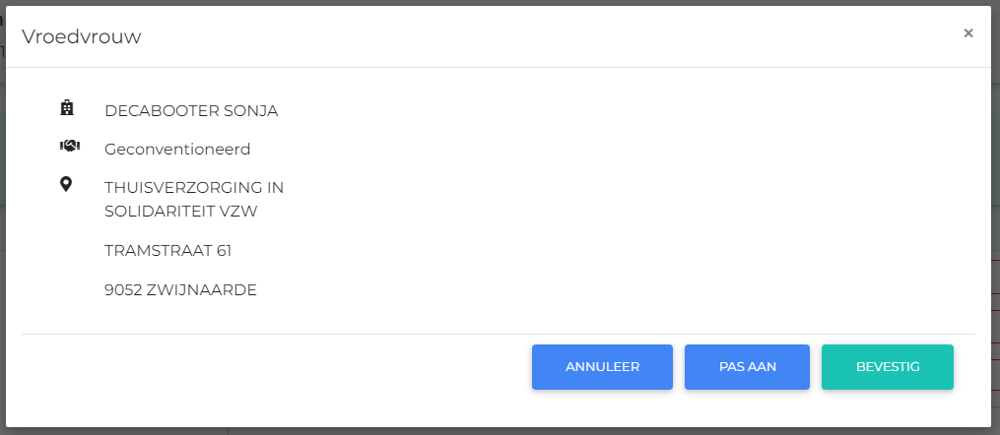 Vroedvrouw
×
DECABOOTER SONJA
Geconventioneerd
THUISVERZORGING IN
SOLIDARITEIT VZW
TRAMSTRAAT 61
9052 ZWIJNAARDE
ANNULEER
PAS AAN
BEVESTIG